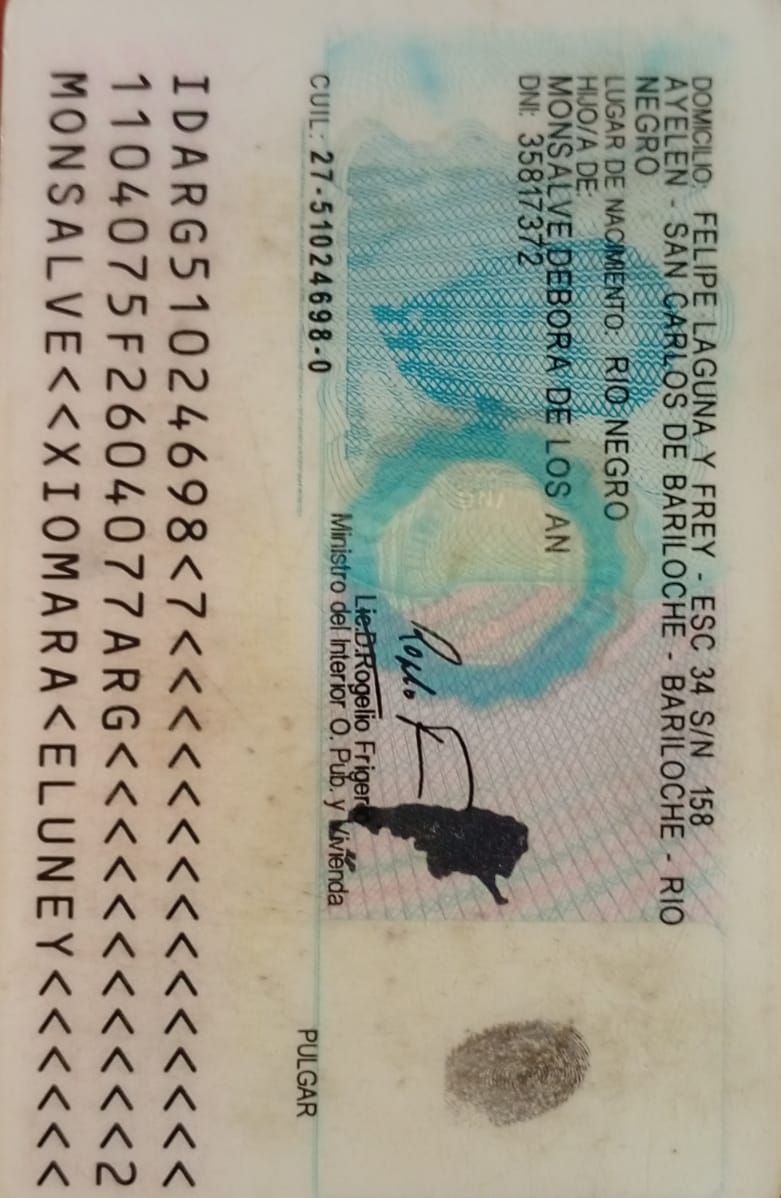 DOMICILIO: FELIPE LAGUNA Y FREY - ESC 34 S/N 158
AYELEN - SAN CARLOS DE BARILOCHE - BARILOCHE - RIO
NEGRO
LUGAR DE NACIMIENTO: RIO NEGRO
HIJO/A DE:
MONSALVE DEBORA DE LOS AN
DNI: 35817372
Lic.D.Rogelio Frigerio
Ministro del Interior O. Pub. y Vivienda
CUIL: 27-51024698-0
PULGAR
IDARG51024698<7<<<<<<<<<<<<<<<
1104075F2604077ARG<<<<<<<<<<<2
MONSALVE<<XIOMARA<ELUNEY<<<<<<